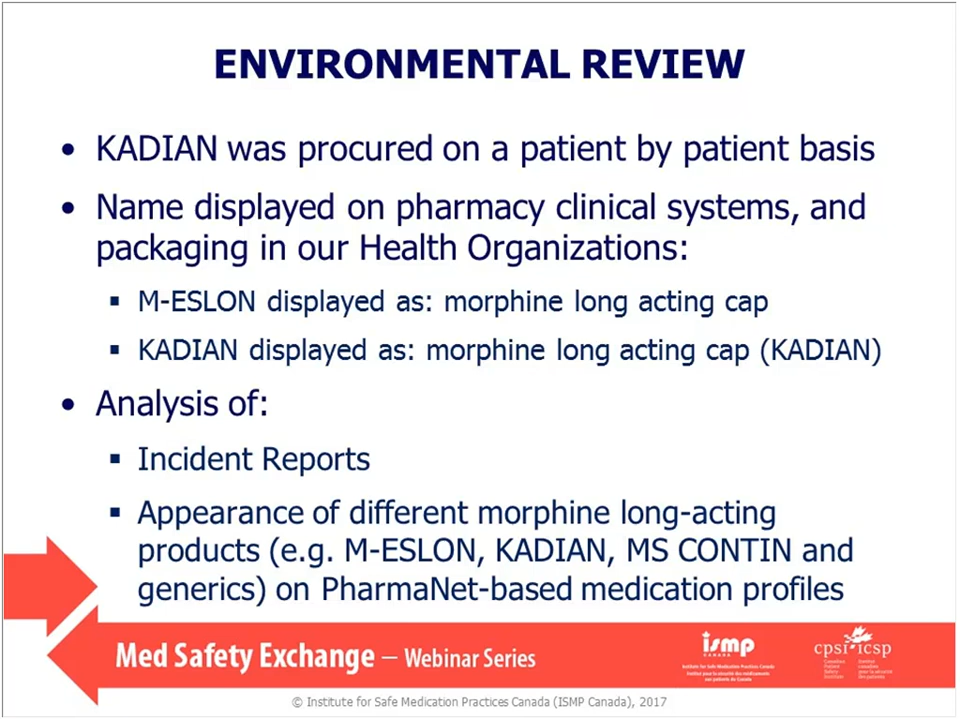 ENVIRONMENTAL REVIEW
• KADIAN was procured on a patient by patient basis
• Name displayed on pharmacy clinical systems, and
packaging in our Health Organizations:
▪ M-ESLON displayed as: morphine long acting cap
▪ KADIAN displayed as: morphine long acting cap (KADIAN)
• Analysis of:
▪ Incident Reports
▪ Appearance of different morphine long-acting
products (e.g. M-ESLON, KADIAN, MS CONTIN and
generics) on PharmaNet-based medication profiles
Med Safety Exchange – Webinar Series
ismp
CANADA
Institute for Safe Medication Practices Canada
Institut pour la sécurité des médicaments
aux patients du Canada
cpsi icsp
Canadian
Patient
Safety
Institute
Institut
canadien
pour la sécurité
des patients
© Institute for Safe Medication Practices Canada (ISMP Canada), 2017